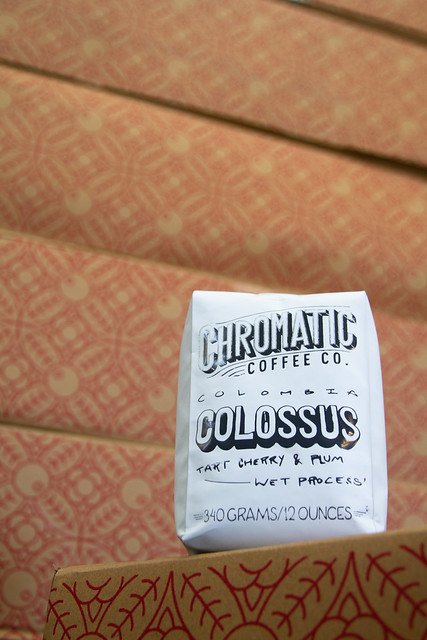 CHROMATIC
COFFEE CO.
COLOMBIA
COLOSSUS
TART CHERRY & PLUM
WET PROCESS
340 GRAMS/12 OUNCES